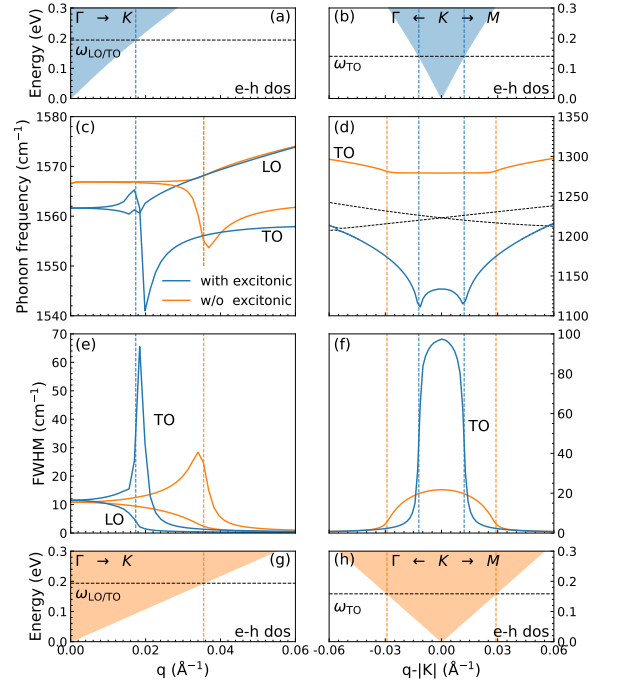 0.3
0.2
0.1
0.0
Energy (eV)
Γ → K
(a)
ω_LO/TO
e-h dos
(b)
Γ ← K → M
ω_TO
e-h dos
0.3
0.2
0.1
0.0
1580
1570
1560
1550
1540
Phonon frequency (cm⁻¹)
(c)
LO
TO
with excitonic
w/o excitonic
(d)
TO
1350
1300
1250
1200
1150
1100
70
60
50
40
30
20
10
0
FWHM (cm⁻¹)
(e)
TO
LO
(f)
TO
100
80
60
40
20
0
0.3
0.2
0.1
0.0
Energy (eV)
Γ → K
(g)
ω_LO/TO
e-h dos
0.00 0.02 0.04 0.06
q (Å⁻¹)
(h)
Γ ← K → M
ω_TO
e-h dos
0.3
0.2
0.1
0.0
-0.06 -0.03 0.00 0.03 0.06
q-|K| (Å⁻¹)